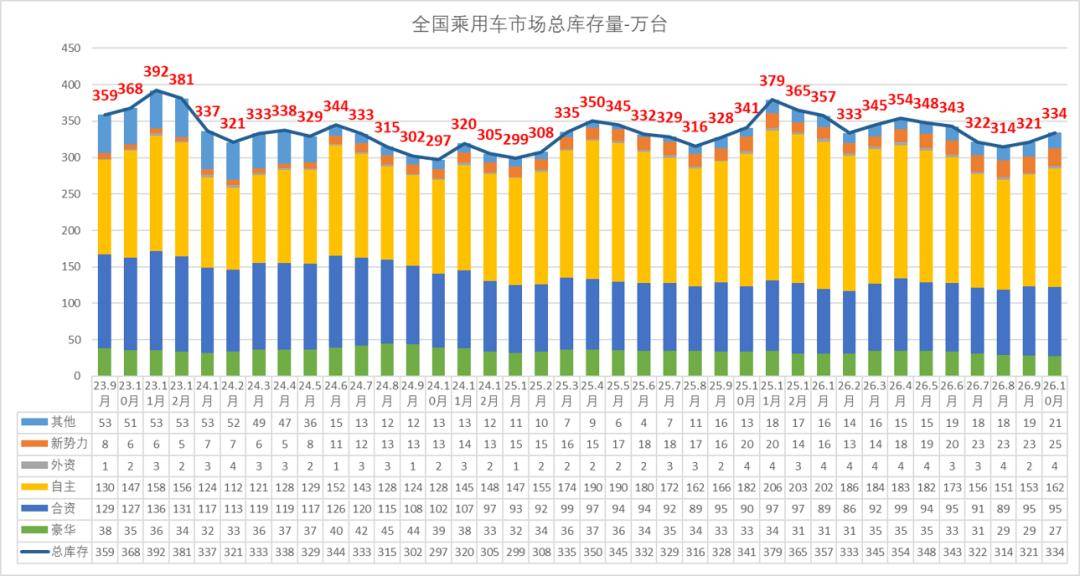 全国乘用车市场总库存量-万台
450
400
350
300
250
200
150
100
50
0
359 368 392 381 337 321 333 338 329 344 333 315 302 297 320 305 299 308 335 350 345 332 329 316 328 341 379 365 357 333 345 354 348 343 322 314 321 334
23.9 23.1 23.1 23.1 24.1 24.2 24.3 24.4 24.5 24.6 24.7 24.8 24.9 24.1 24.1 24.1 25.1 25.2 25.3 25.4 25.5 25.6 25.7 25.8 25.9 25.1 25.1 25.1 26.1 26.2 26.3 26.4 26.5 26.6 26.7 26.8 26.9 26.1
月 0月 1月 2月 月 月 月 月 月 月 月 月 月 0月 1月 2月 月 月 月 月 月 月 月 月 月 0月 1月 2月 月 月 月 月 月 月 月 月 月 0月
其他 53 51 53 53 53 52 49 47 36 15 13 12 12 13 13 12 11 10 7 9 6 4 7 11 16 13 18 17 16 14 16 15 15 19 18 18 19 21
新势力 8 6 6 5 7 7 6 5 8 11 12 13 13 13 14 13 15 15 16 15 17 18 18 17 16 20 20 14 16 13 14 18 19 20 23 23 23 25
外资 1 2 3 2 3 4 3 3 2 1 3 3 2 2 3 2 1 2 2 2 2 3 3 2 3 4 4 3 4 3 3 4 4 3 3 4 2 4
自主 130 147 158 156 124 112 121 128 129 152 143 128 124 128 145 148 147 155 174 190 190 180 172 162 166 182 206 203 202 186 184 183 182 173 156 151 153 162
合资 129 127 136 131 117 113 119 119 117 126 120 115 108 102 107 97 93 92 99 97 94 94 92 89 95 90 97 97 89 86 92 99 94 95 91 89 95 95
豪华 38 35 36 34 32 33 36 37 37 40 42 45 44 39 38 33 32 34 36 37 36 34 35 34 33 33 34 31 31 31 35 35 35 33 31 29 29 27
总库存 359 368 392 381 337 321 333 338 329 344 333 315 302 297 320 305 299 308 335 350 345 332 329 316 328 341 379 365 357 333 345 354 348 343 322 314 321 334